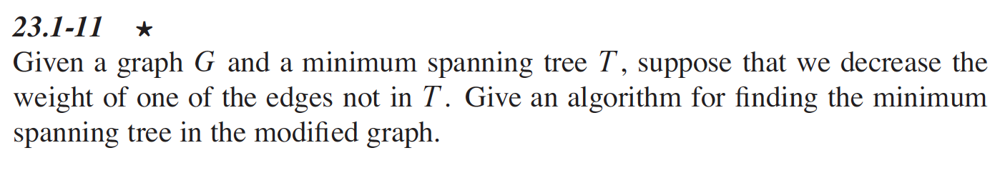 23.1-11 ★
Given a graph G and a minimum spanning tree T, suppose that we decrease the
weight of one of the edges not in T. Give an algorithm for finding the minimum
spanning tree in the modified graph.